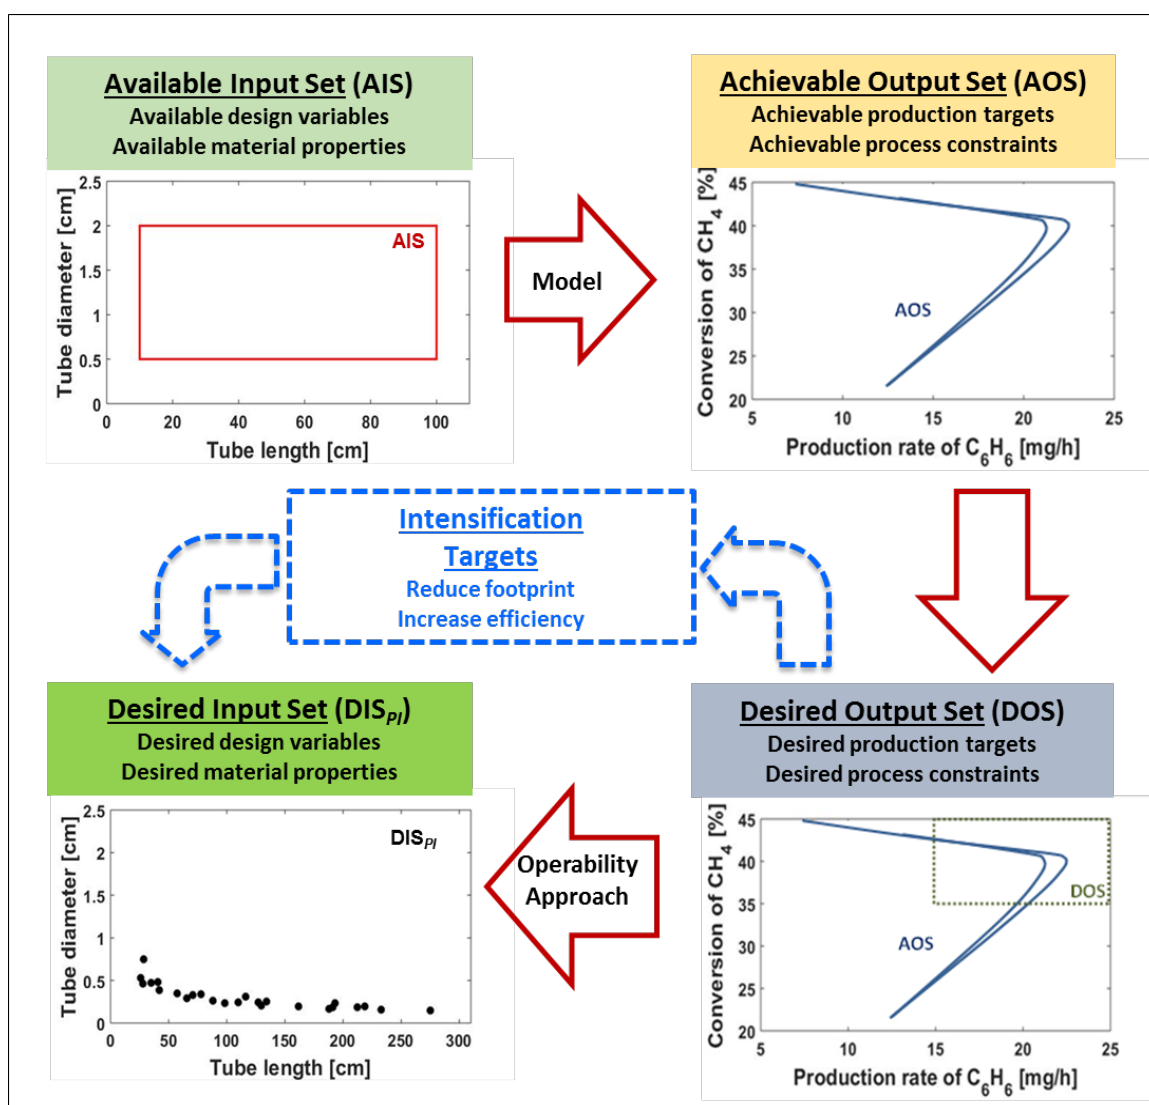 Available Input Set (AIS)
Available design variables
Available material properties
2.5
2
1.5
1
0.5
0
Tube diameter [cm]
AIS
20
40
60
80
100
Tube length [cm]
Model
Achievable Output Set (AOS)
Achievable production targets
Achievable process constraints
45
40
35
30
25
20
Conversion of CH4 [%]
AOS
5
10
15
20
25
Production rate of C6H6 [mg/h]
Intensification
Targets
Reduce footprint
Increase efficiency
Desired Input Set (DISPI)
Desired design variables
Desired material properties
2.5
2
1.5
1
0.5
0
Tube diameter [cm]
DISPI
0
50
100
150
200
250
300
Tube length [cm]
Operability
Approach
Desired Output Set (DOS)
Desired production targets
Desired process constraints
45
40
35
30
25
20
Conversion of CH4 [%]
DOS
AOS
5
10
15
20
25
Production rate of C6H6 [mg/h]